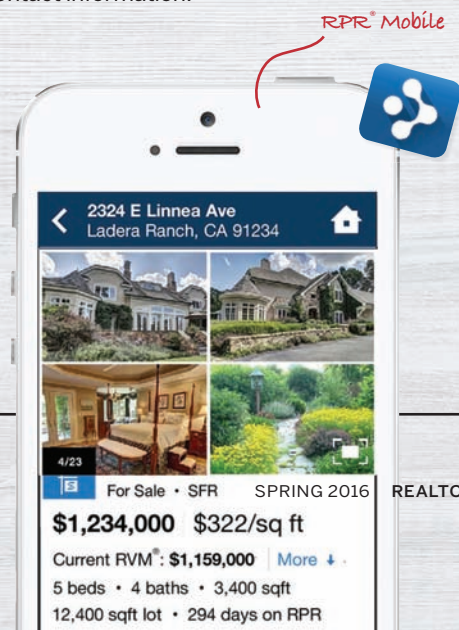 ontact information.
RPR® Mobile
2324 E Linnea Ave
Ladera Ranch, CA 91234
4/23
For Sale • SFR
SPRING 2016 REALTO
$1,234,000 $322/sq ft
Current RVM®: $1,159,000 More ↓
5 beds • 4 baths • 3,400 sqft
12,400 sqft lot • 294 days on RPR